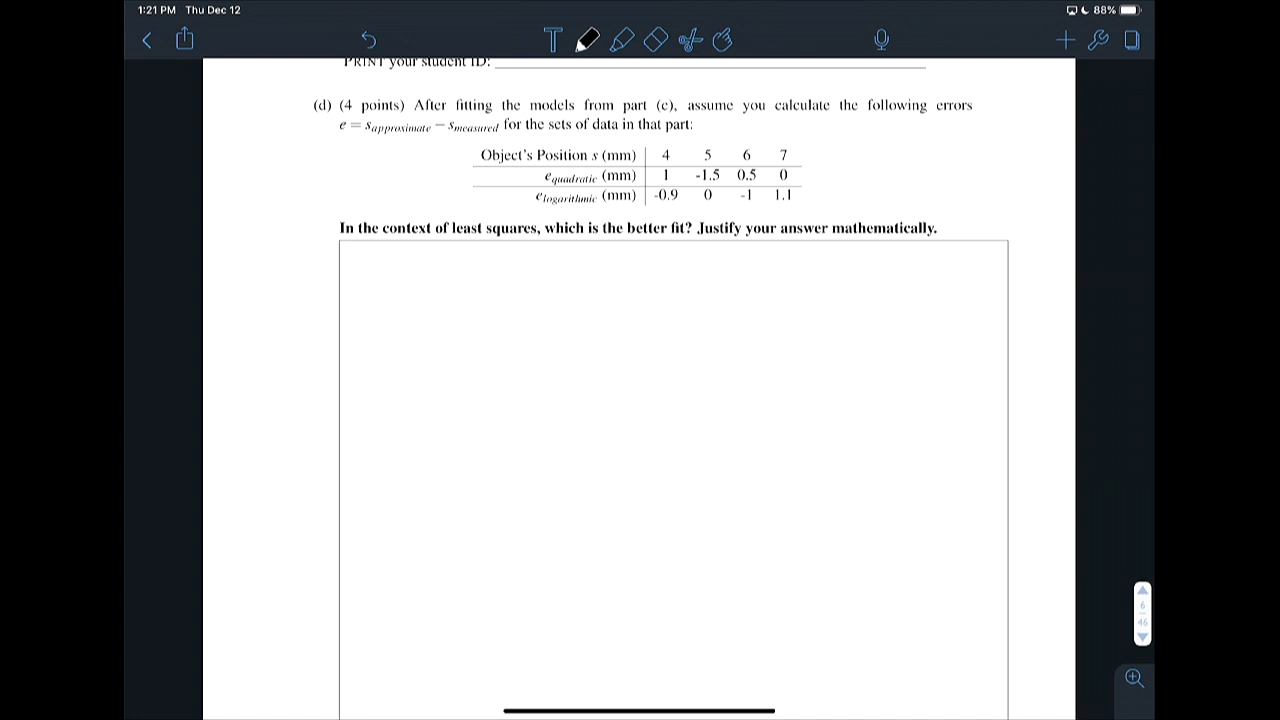 1:21 PM Thu Dec 12
88%
T
PRINT your student ID:
(d) (4 points) After fitting the models from part (c), assume you calculate the following errors
e = s_approximate − s_measured for the sets of data in that part:
Object's Position s (mm) 4 5 6 7
e_quadratic (mm) 1 -1.5 0.5 0
e_logarithmic (mm) -0.9 0 -1 1.1
In the context of least squares, which is the better fit? Justify your answer mathematically.
6
46